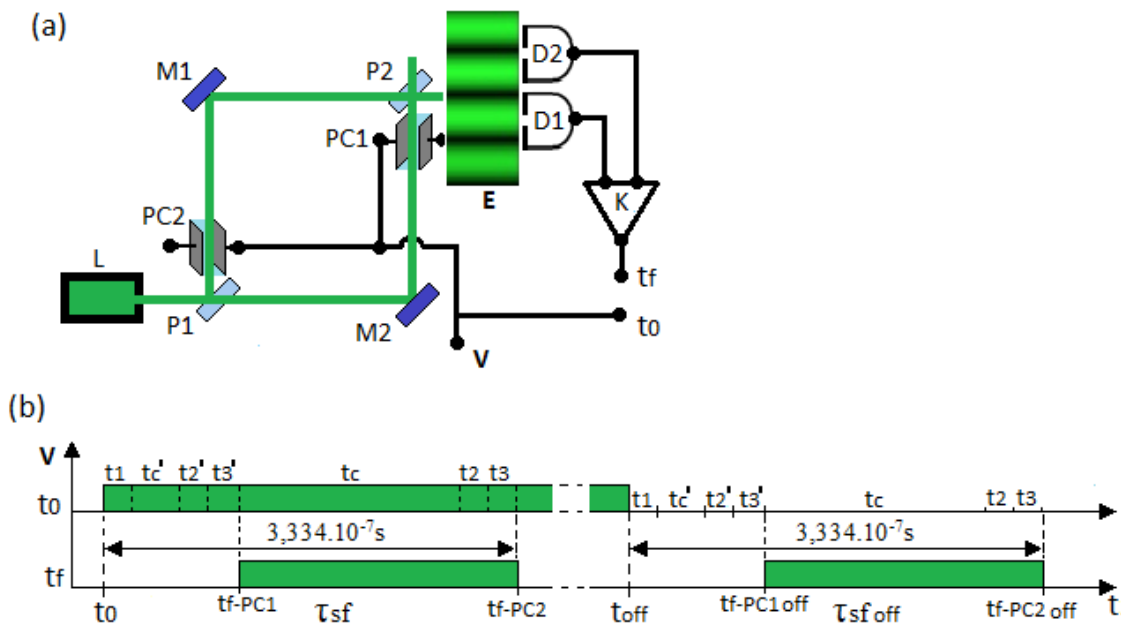 (a)
M1
P2
D2
PC1
D1
PC2
E
K
L
tf
P1
M2
t0
V
(b)
V
t1 tc' t2' t3' tc t2 t3
t0
t1 tc' t2' t3' tc t2 t3
3,334.10⁻⁷s 3,334.10⁻⁷s
tf
t0 tf-PC1 τsf tf-PC2 toff tf-PC1 off τsf off tf-PC2 off t